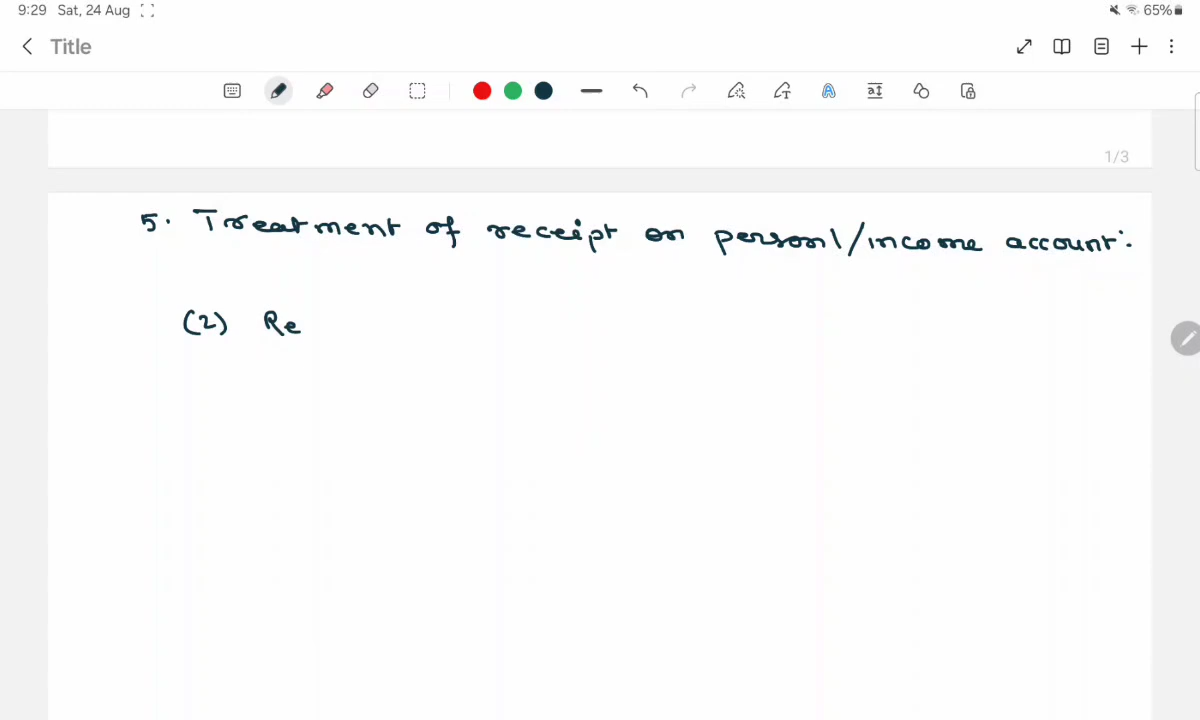 9:29 Sat, 24 Aug
65%
Title
1/3
5. Treatment of receipt on personl/income account:
(2) Re